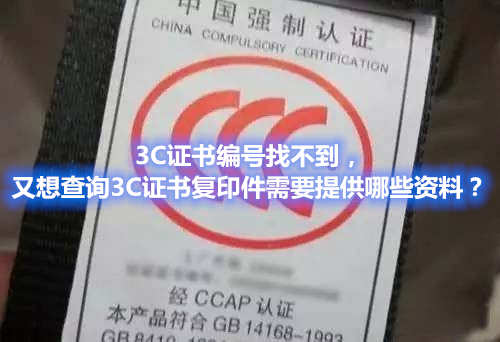 中国强制认证
CHINA COMPULSORY CERTIFICATION
CCC
3C证书编号找不到，
又想查询3C证书复印件需要提供哪些资料？
经 CCAP 认证
本产品符合 GB 14168-1993